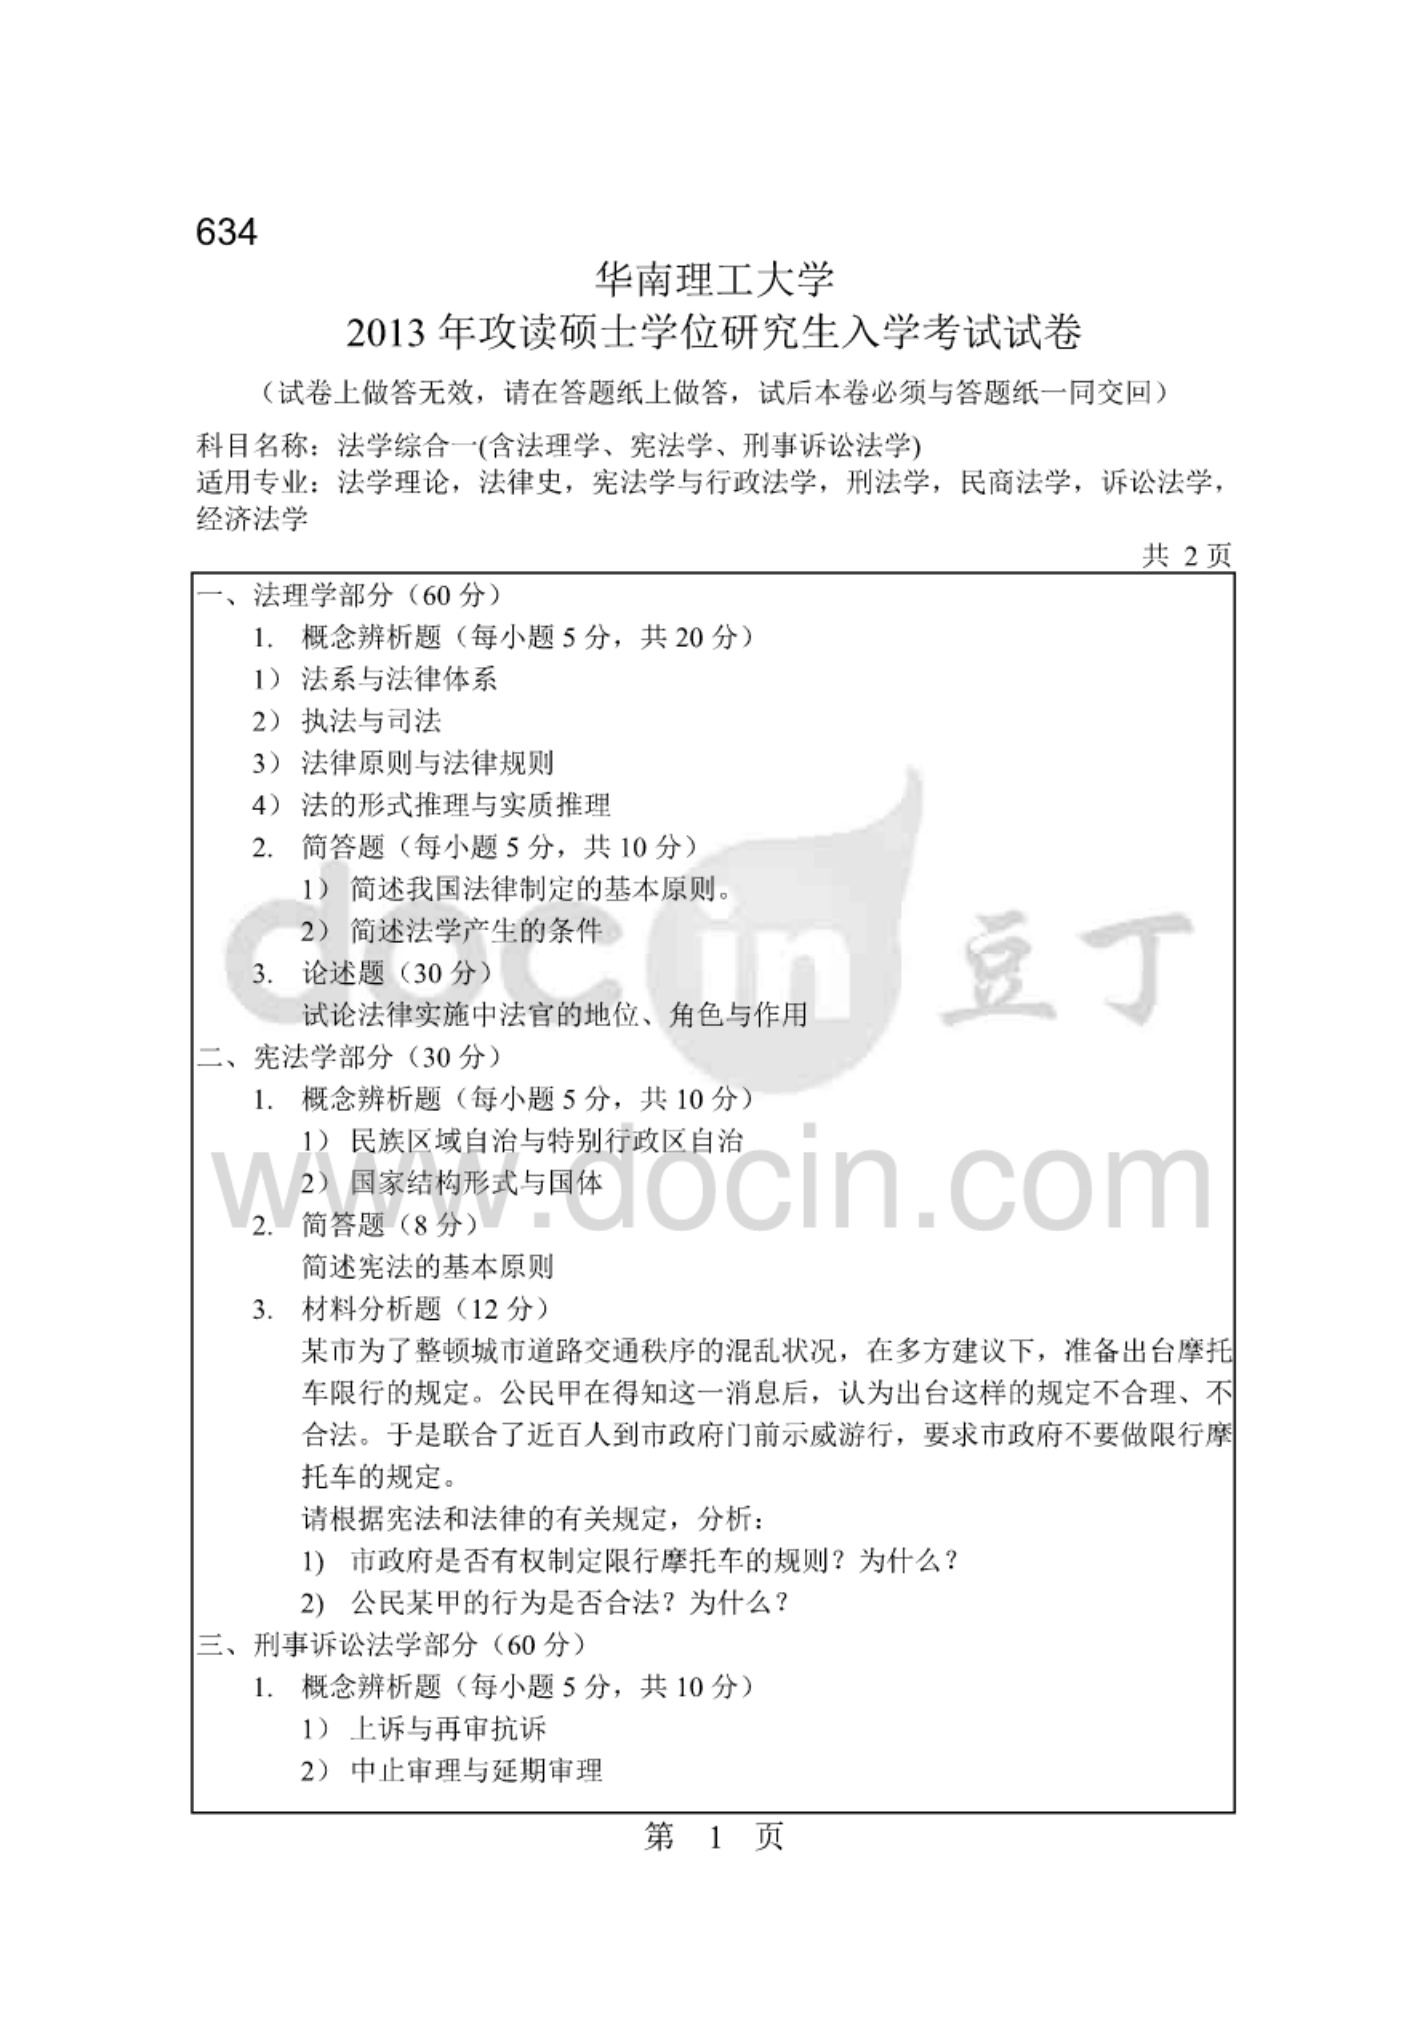 634
华南理工大学
2013 年攻读硕士学位研究生入学考试试卷
（试卷上做答无效，请在答题纸上做答，试后本卷必须与答题纸一同交回）
科目名称：法学综合一(含法理学、宪法学、刑事诉讼法学)
适用专业：法学理论，法律史，宪法学与行政法学，刑法学，民商法学，诉讼法学，
经济法学
共 2 页
一、法理学部分（60 分）
1. 概念辨析题（每小题 5 分，共 20 分）
1） 法系与法律体系
2） 执法与司法
3） 法律原则与法律规则
4） 法的形式推理与实质推理
2. 简答题（每小题 5 分，共 10 分）
1） 简述我国法律制定的基本原则。
2） 简述法学产生的条件
3. 论述题（30 分）
试论法律实施中法官的地位、角色与作用
二、宪法学部分（30 分）
1. 概念辨析题（每小题 5 分，共 10 分）
1） 民族区域自治与特别行政区自治
2） 国家结构形式与国体
2. 简答题（8 分）
简述宪法的基本原则
3. 材料分析题（12 分）
某市为了整顿城市道路交通秩序的混乱状况，在多方建议下，准备出台摩托
车限行的规定。公民甲在得知这一消息后，认为出台这样的规定不合理、不
合法。于是联合了近百人到市政府门前示威游行，要求市政府不要做限行摩
托车的规定。
请根据宪法和法律的有关规定，分析：
1) 市政府是否有权制定限行摩托车的规则？为什么？
2) 公民某甲的行为是否合法？为什么？
三、刑事诉讼法学部分（60 分）
1. 概念辨析题（每小题 5 分，共 10 分）
1） 上诉与再审抗诉
2） 中止审理与延期审理
第 1 页
docin 豆丁
www.docin.com